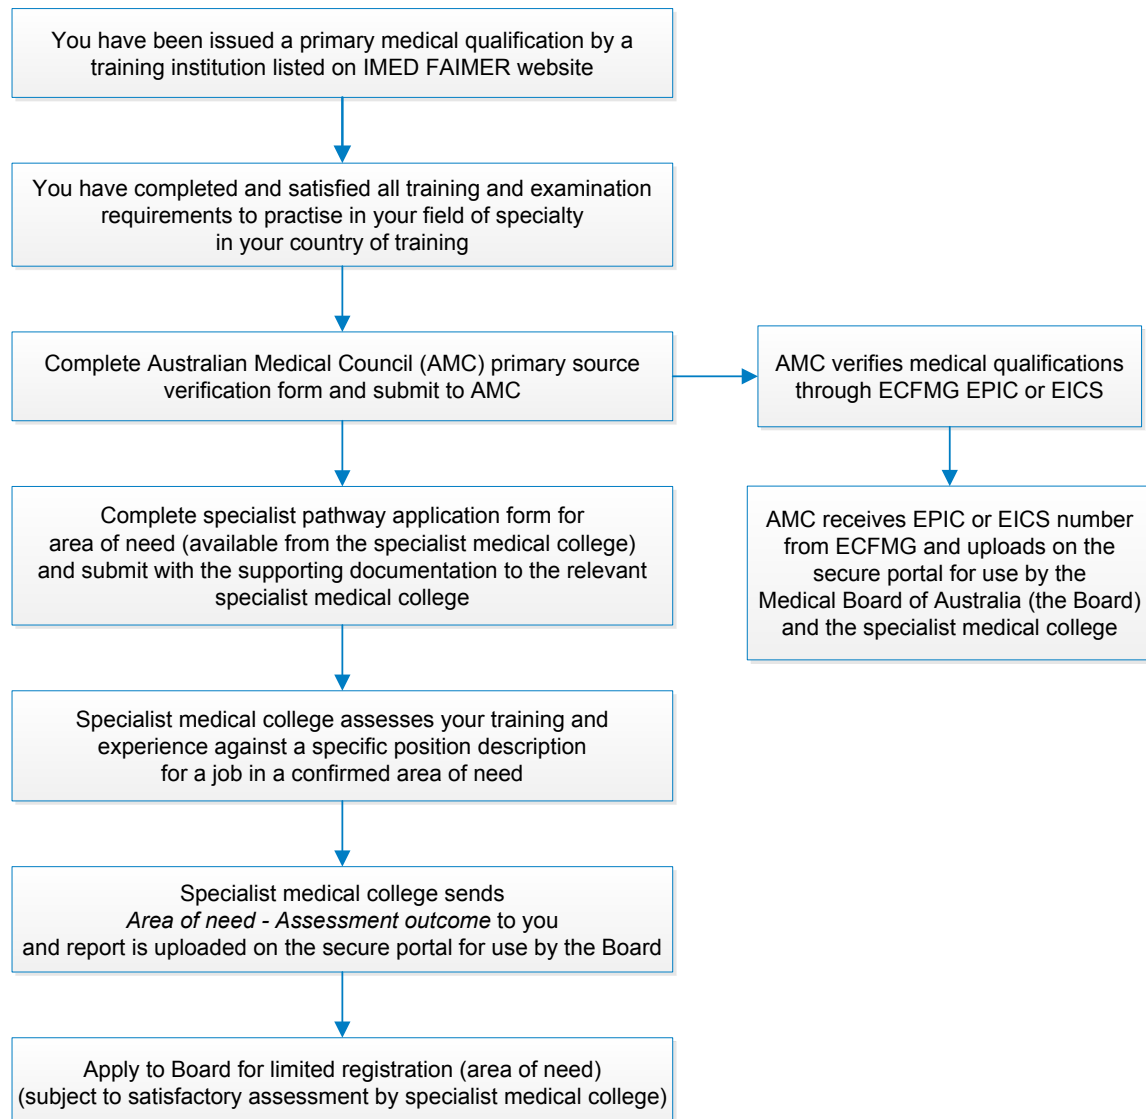 You have been issued a primary medical qualification by a
training institution listed on IMED FAIMER website
You have completed and satisfied all training and examination
requirements to practise in your field of specialty
in your country of training
Complete Australian Medical Council (AMC) primary source
verification form and submit to AMC
AMC verifies medical qualifications
through ECFMG EPIC or EICS
AMC receives EPIC or EICS number
from ECFMG and uploads on the
secure portal for use by the
Medical Board of Australia (the Board)
and the specialist medical college
Complete specialist pathway application form for
area of need (available from the specialist medical college)
and submit with the supporting documentation to the relevant
specialist medical college
Specialist medical college assesses your training and
experience against a specific position description
for a job in a confirmed area of need
Specialist medical college sends
Area of need - Assessment outcome to you
and report is uploaded on the secure portal for use by the Board
Apply to Board for limited registration (area of need)
(subject to satisfactory assessment by specialist medical college)